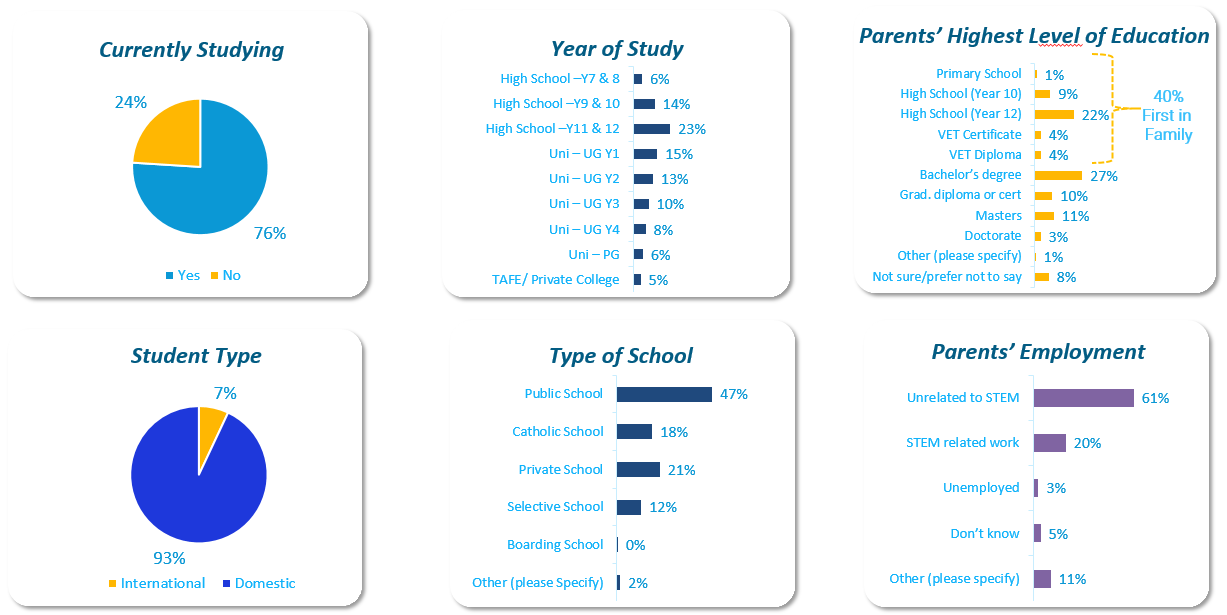 Currently Studying
24%
76%
Yes No
Year of Study
High School –Y7 & 8 6%
High School –Y9 & 10 14%
High School –Y11 & 12 23%
Uni – UG Y1 15%
Uni – UG Y2 13%
Uni – UG Y3 10%
Uni – UG Y4 8%
Uni – PG 6%
TAFE/ Private College 5%
Parents’ Highest Level of Education
Primary School 1%
High School (Year 10) 9%
High School (Year 12) 22%
VET Certificate 4%
VET Diploma 4%
Bachelor’s degree 27%
Grad. diploma or cert 10%
Masters 11%
Doctorate 3%
Other (please specify) 1%
Not sure/prefer not to say 8%
40%
First in
Family
Student Type
7%
93%
International Domestic
Type of School
Public School 47%
Catholic School 18%
Private School 21%
Selective School 12%
Boarding School 0%
Other (please Specify) 2%
Parents’ Employment
Unrelated to STEM 61%
STEM related work 20%
Unemployed 3%
Don’t know 5%
Other (please specify) 11%